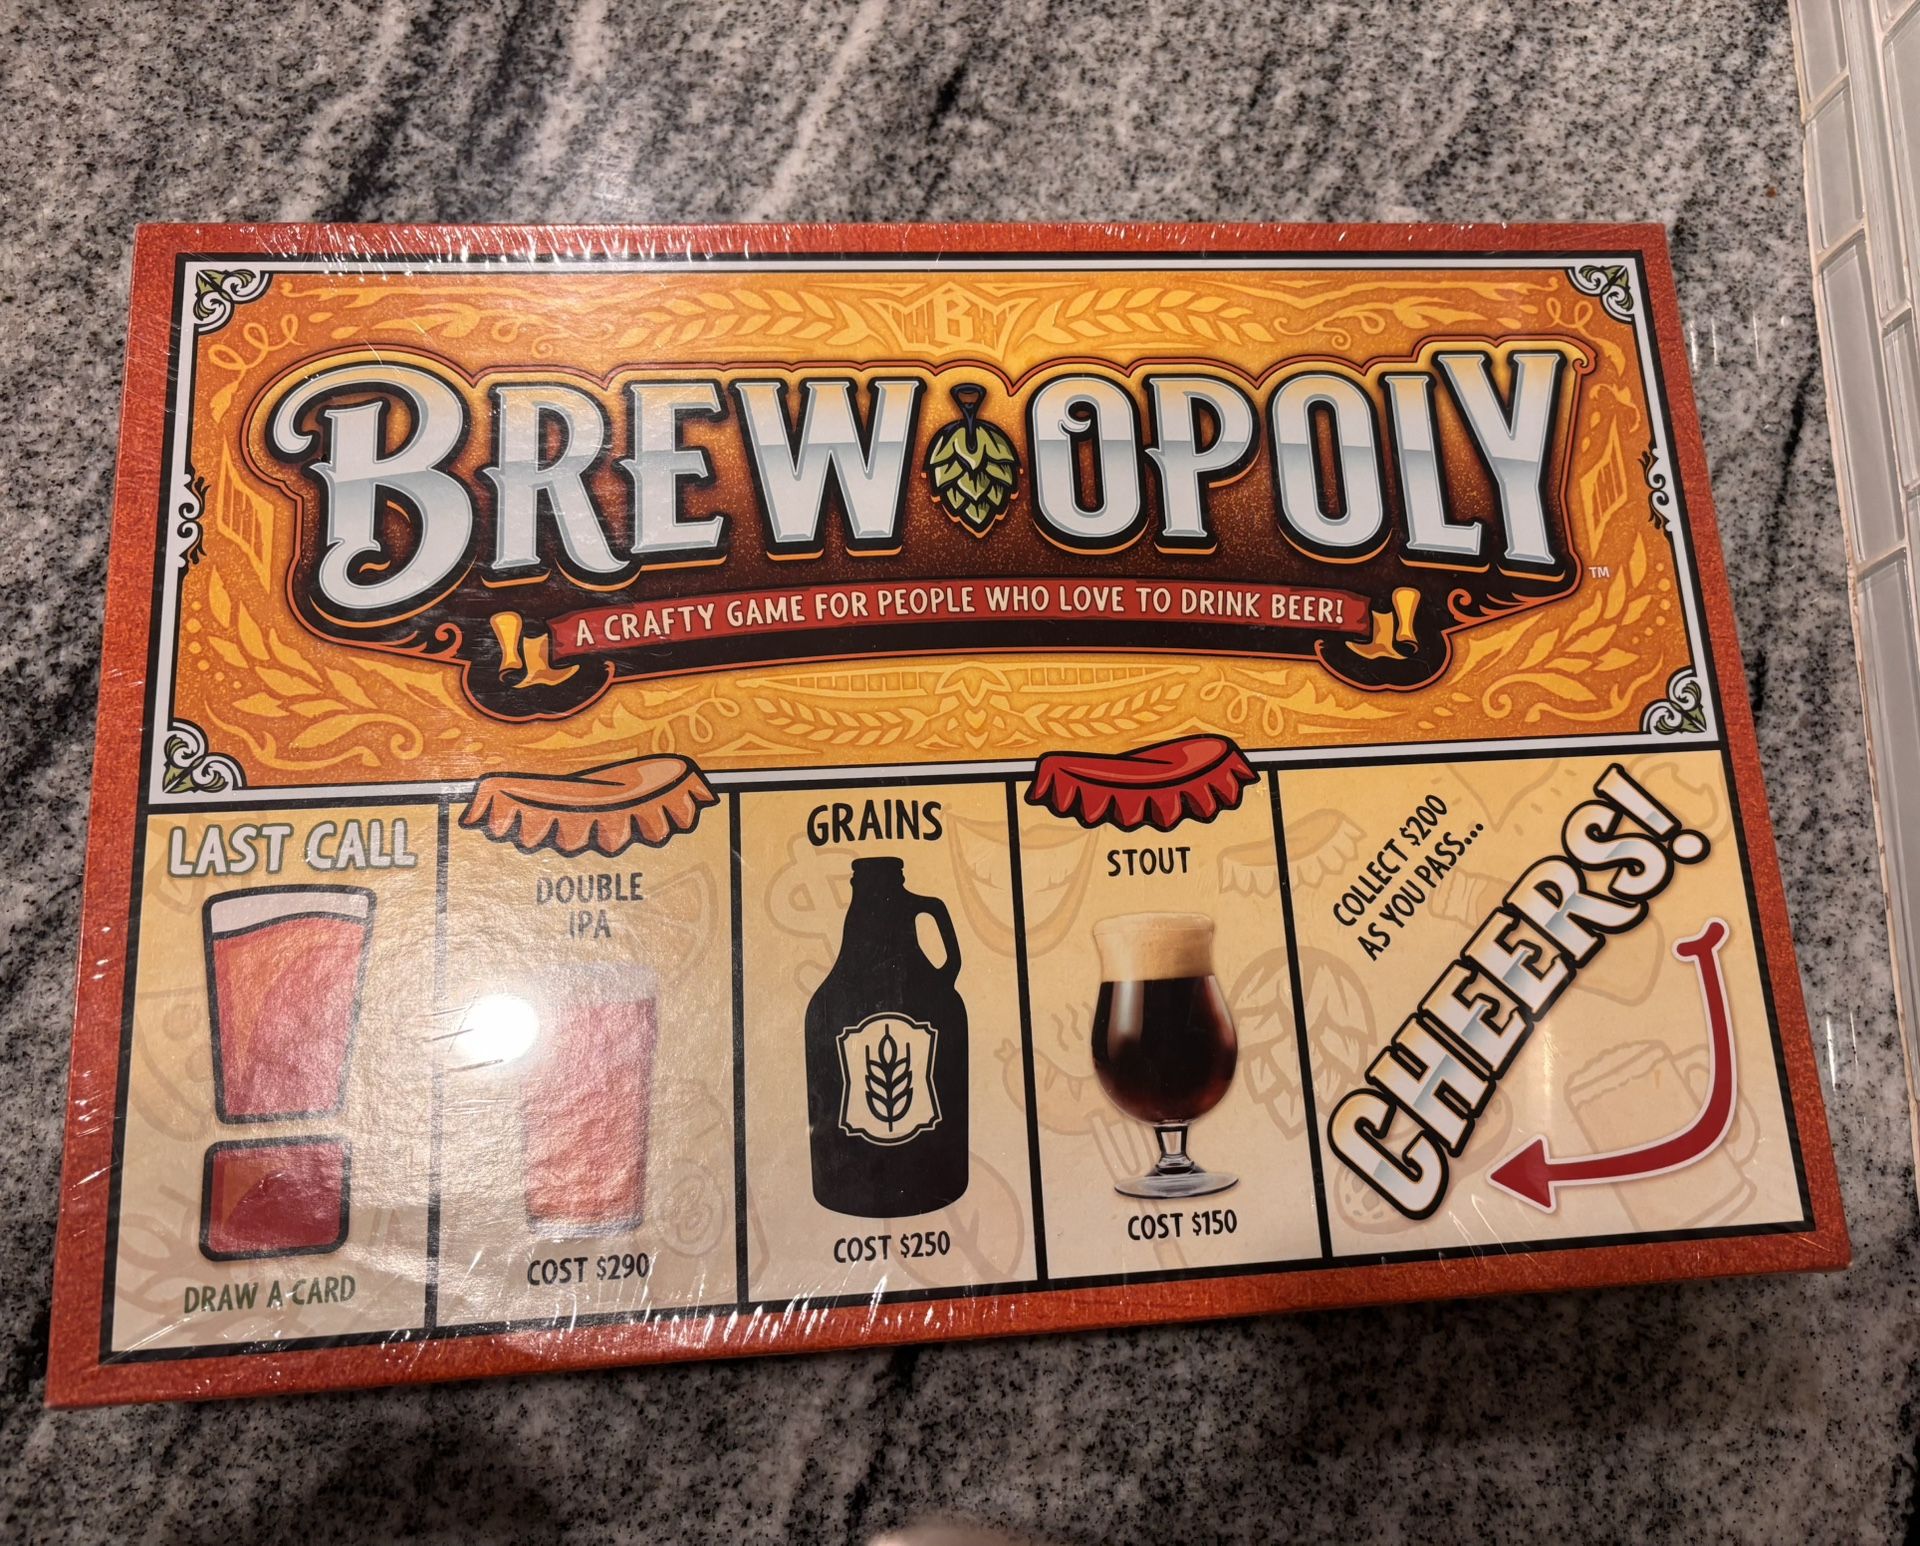 BREW OPOLY
TM
A CRAFTY GAME FOR PEOPLE WHO LOVE TO DRINK BEER!
LAST CALL
DRAW A CARD
DOUBLE
IPA
COST $290
GRAINS
COST $250
STOUT
COST $150
COLLECT $200
AS YOU PASS...
CHEERS!
B
B